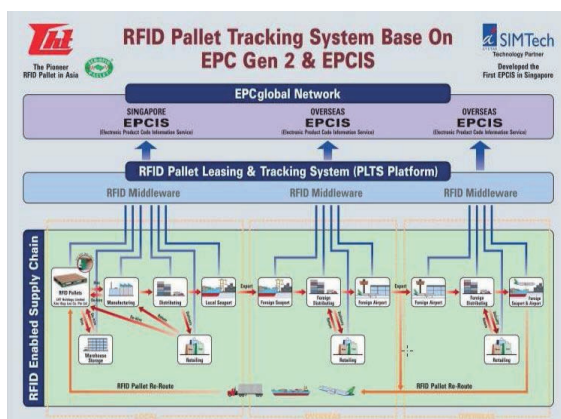 Lht
The Pioneer
RFID Pallet in Asia
RFID Pallet Tracking System Base On
EPC Gen 2 & EPCIS
SIMTech
Technology Partner
Developed the
First EPCIS in Singapore
EPCglobal Network
SINGAPORE
EPCIS
(Electronic Product Code Information Service)
OVERSEAS
EPCIS
(Electronic Product Code Information Service)
OVERSEAS
EPCIS
(Electronic Product Code Information Service)
RFID Pallet Leasing & Tracking System (PLTS Platform)
RFID Middleware
RFID Middleware
RFID Middleware
RFID Enabled Supply Chain
RFID Pallets
Manufacturing
Distributing
Local Seaport
Export
Foreign Seaport
Foreign
Distributing
Foreign Airport
Export
Foreign Airport
Foreign
Distributing
Foreign
Seaport & Airport
Warehouse
Storage
Retailing
Retailing
Retailing
RFID Pallet Re-Route
RFID Pallet Re-Route
LOCAL
OVERSEAS
OVERSEAS